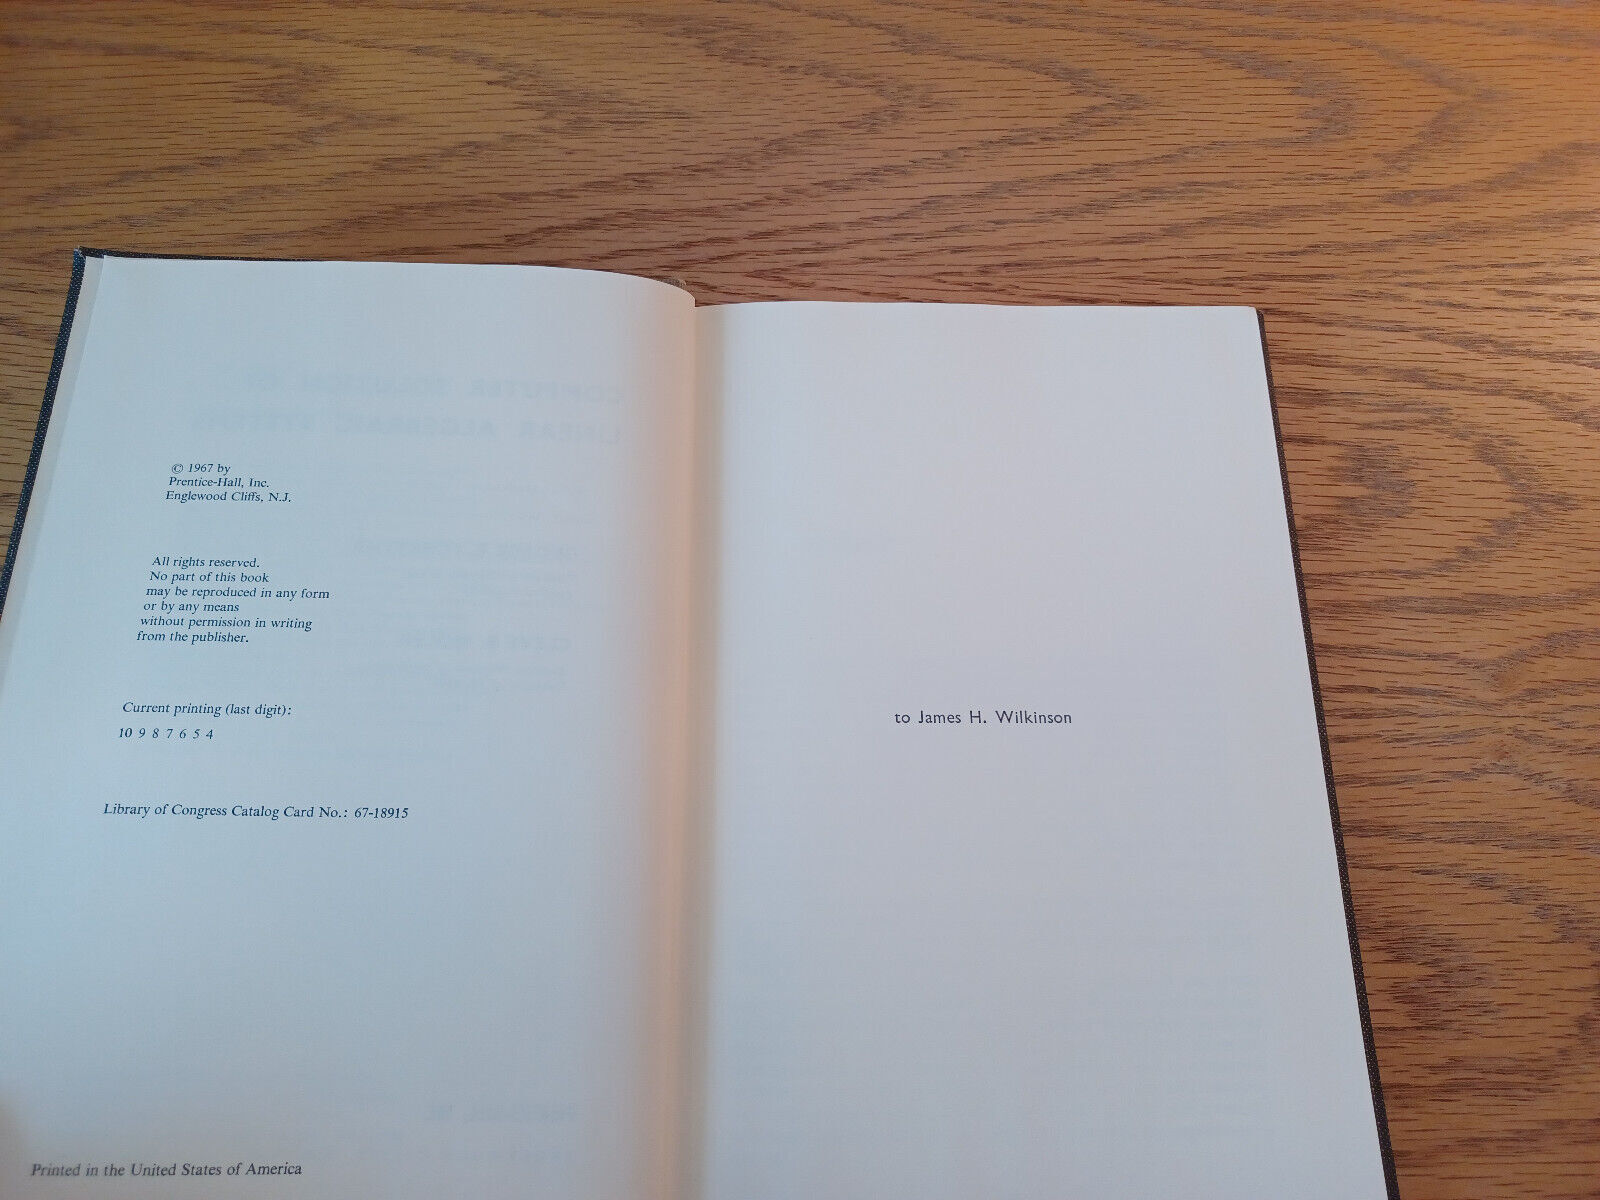 © 1967 by
Prentice-Hall, Inc.
Englewood Cliffs, N.J.
All rights reserved.
No part of this book
may be reproduced in any form
or by any means
without permission in writing
from the publisher.
Current printing (last digit):
10 9 8 7 6 5 4
Library of Congress Catalog Card No.: 67-18915
Printed in the United States of America
to James H. Wilkinson